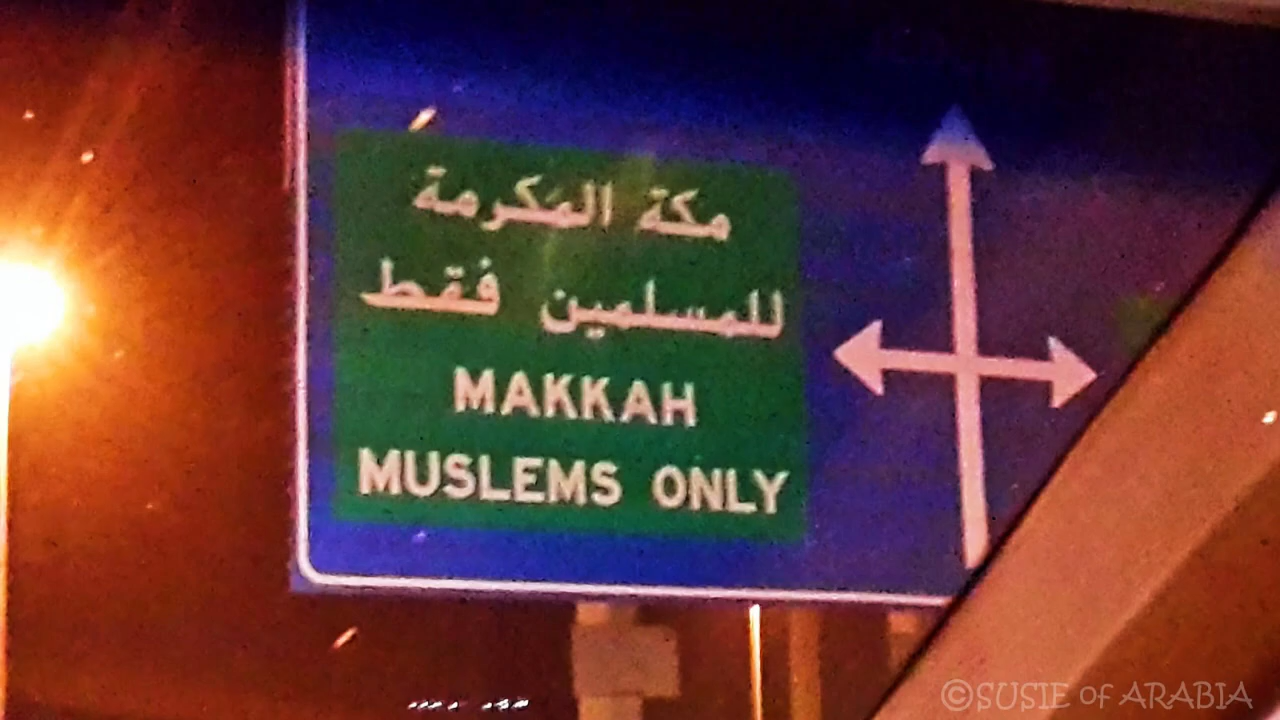 مكة المكرمة
للمسلمين فقط
MAKKAH
MUSLEMS ONLY
©SUSIE of ARABIA